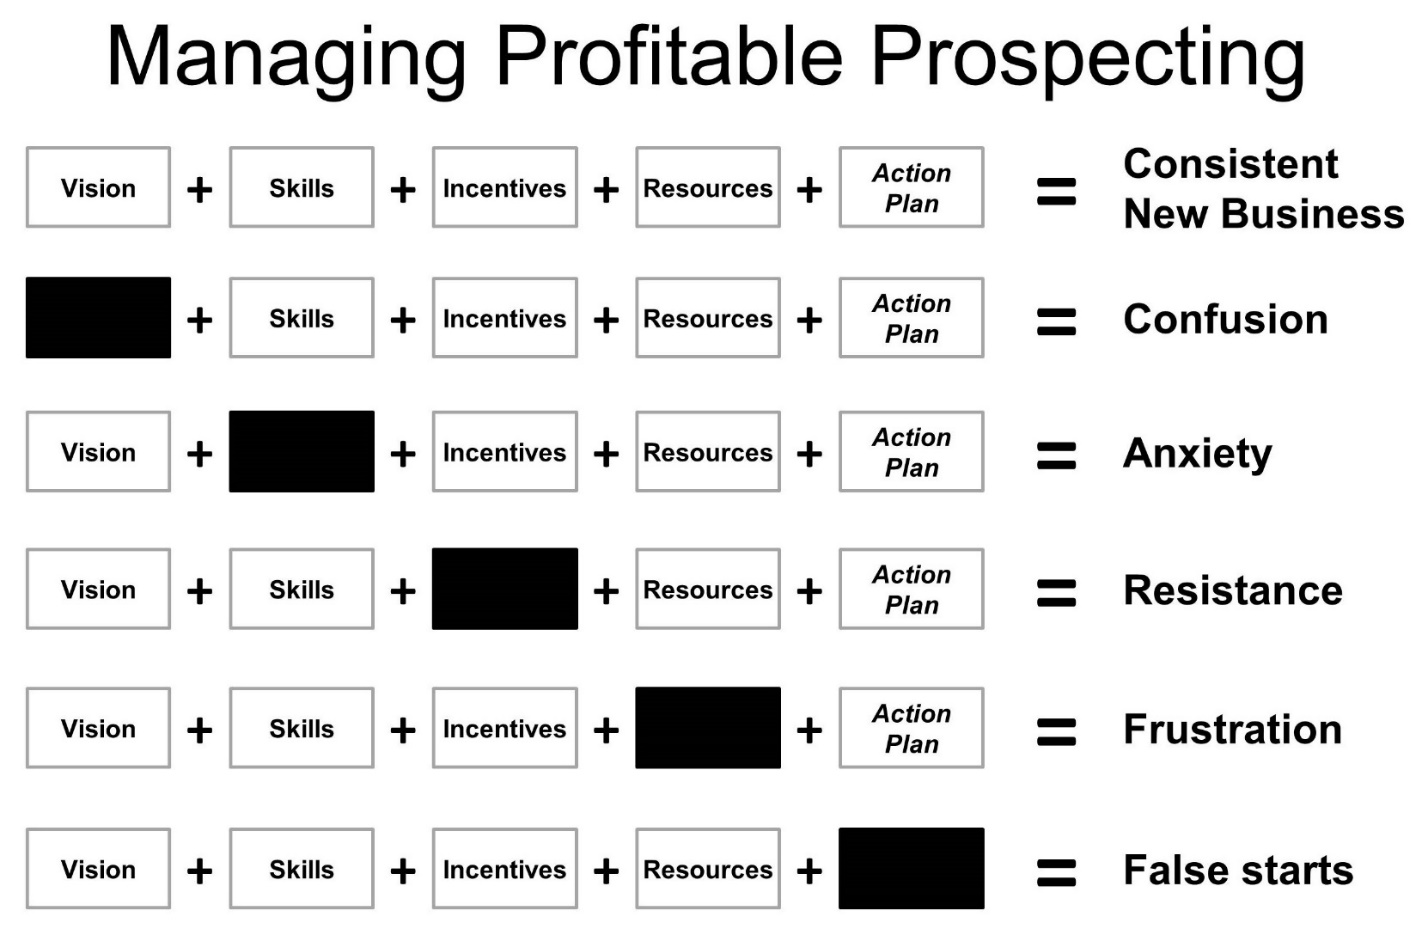 Managing Profitable Prospecting
Vision + Skills + Incentives + Resources + Action Plan = Consistent New Business
+ Skills + Incentives + Resources + Action Plan = Confusion
Vision + + Incentives + Resources + Action Plan = Anxiety
Vision + Skills + + Resources + Action Plan = Resistance
Vision + Skills + Incentives + + Action Plan = Frustration
Vision + Skills + Incentives + Resources + = False starts